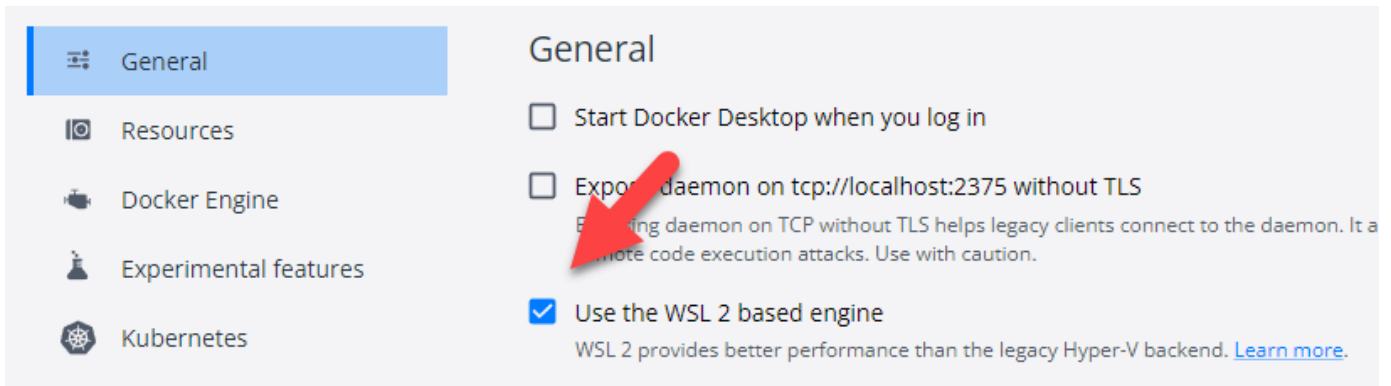 General
Resources
Docker Engine
Experimental features
Kubernetes
General
Start Docker Desktop when you log in
daemon on tcp://localhost:2375 without TLS
daemon on TCP without TLS helps legacy clients connect to the daemon. It a
code execution attacks. Use with caution.
Use the WSL 2 based engine
WSL 2 provides better performance than the legacy Hyper-V backend. Learn more.